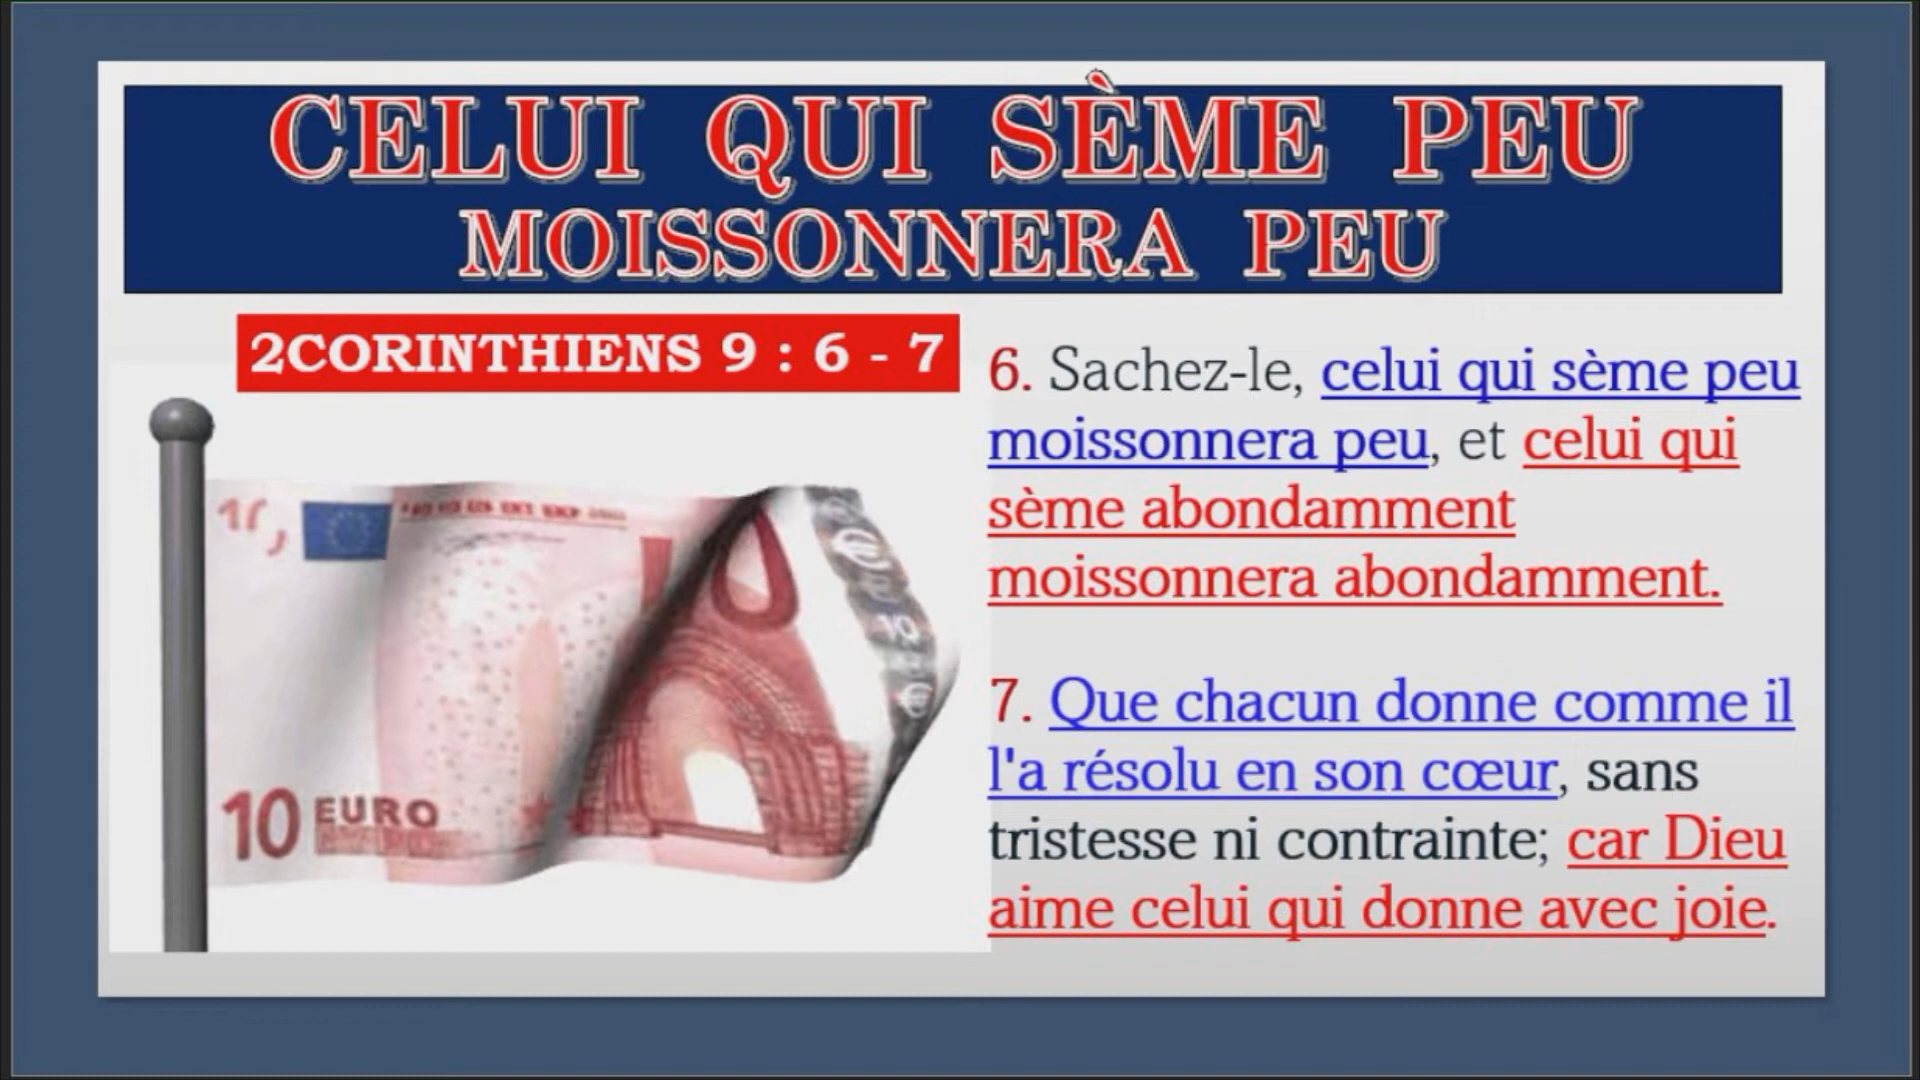 CELUI QUI SÈME PEU
MOISSONNERA PEU
2CORINTHIENS 9 : 6 - 7
6. Sachez-le, celui qui sème peu
moissonnera peu, et celui qui
sème abondamment
moissonnera abondamment.
7. Que chacun donne comme il
l'a résolu en son cœur, sans
tristesse ni contrainte; car Dieu
aime celui qui donne avec joie.
10
10 EURO